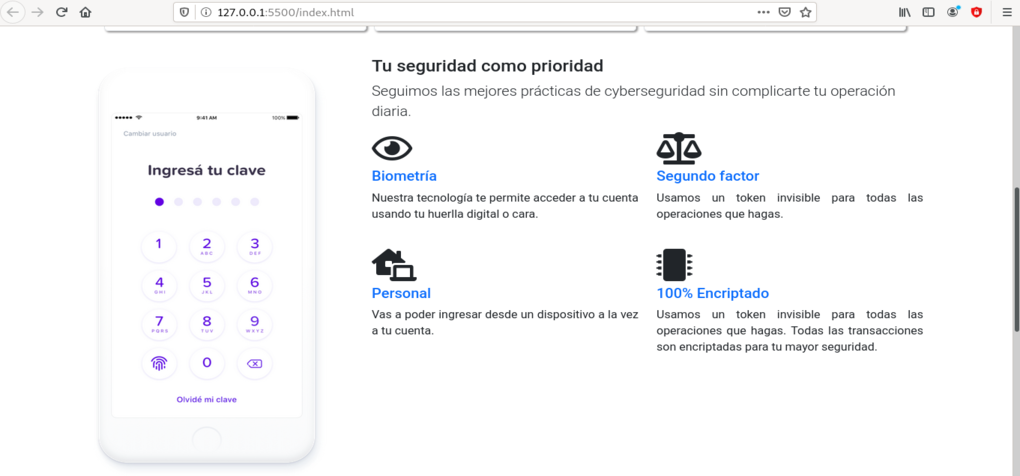 127.0.0.1:5500/index.html
Tu seguridad como prioridad
Seguimos las mejores prácticas de cyberseguridad sin complicarte tu operación
diaria.
9:41 AM
100%
Cambiar usuario
Ingresá tu clave
1
2
3
ABC
DEF
4
5
6
GHI
JKL
MNO
7
8
9
PQRS
TUV
WXYZ
0
Olvidé mi clave
Biometría
Nuestra tecnología te permite acceder a tu cuenta
usando tu huerlla digital o cara.
Segundo factor
Usamos un token invisible para todas las
operaciones que hagas.
Personal
Vas a poder ingresar desde un dispositivo a la vez
a tu cuenta.
100% Encriptado
Usamos un token invisible para todas las
operaciones que hagas. Todas las transacciones
son encriptadas para tu mayor seguridad.